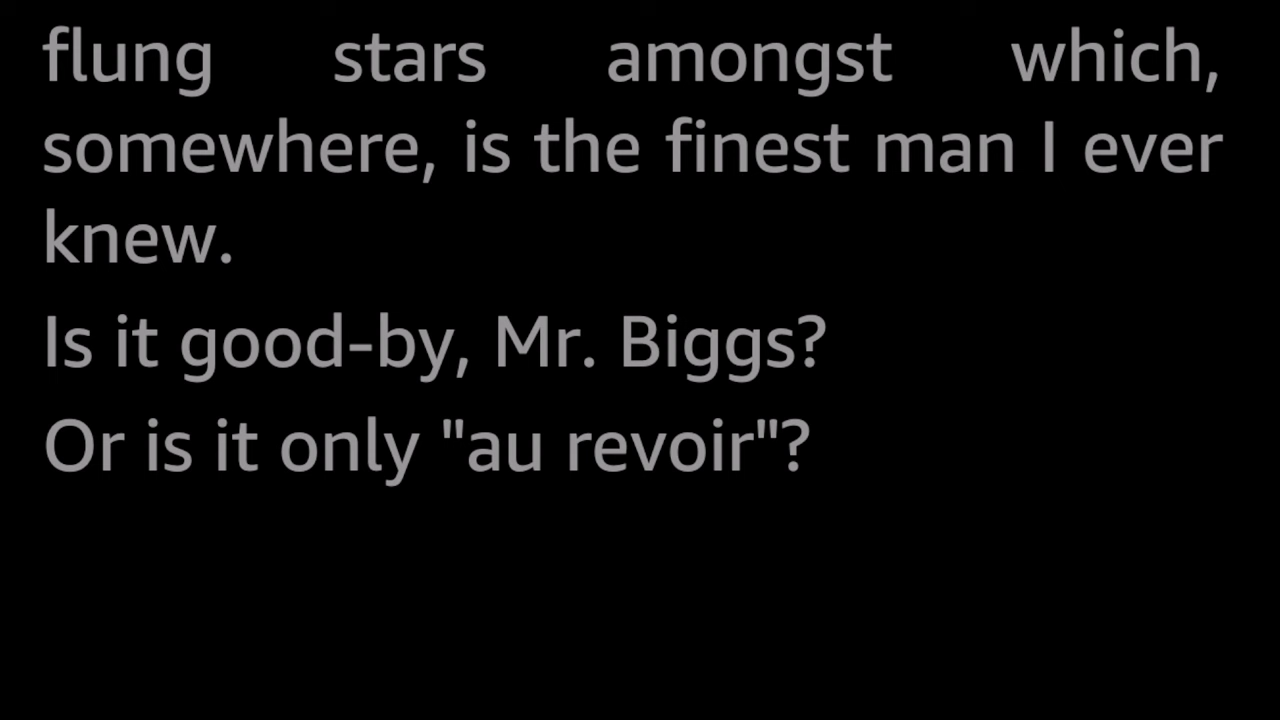 flung stars amongst which,
somewhere, is the finest man I ever
knew.
Is it good-by, Mr. Biggs?
Or is it only "au revoir"?